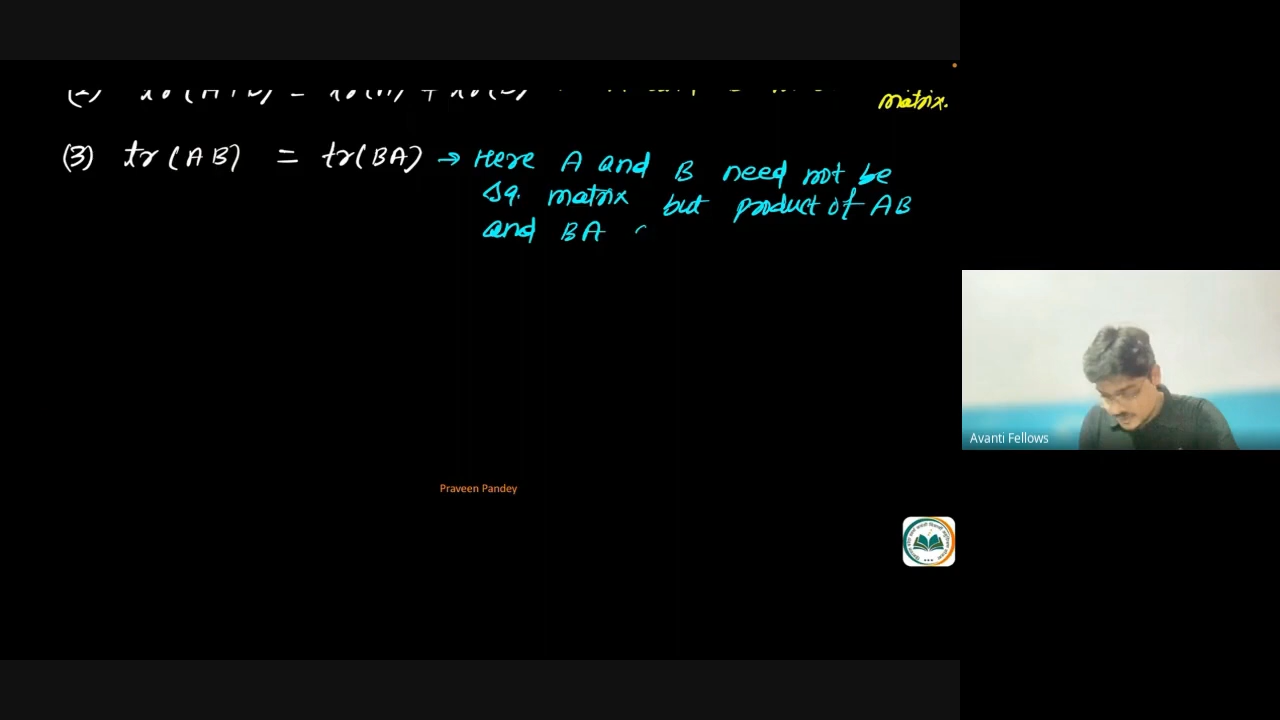 matrix.
(3) tr(AB) = tr(BA) → Here A and B need not be
sq. matrix but product of AB
and BA
Avanti Fellows
Praveen Pandey